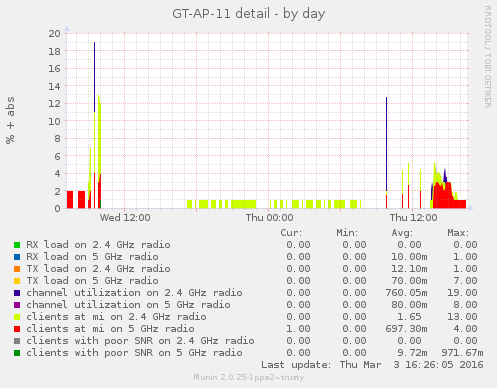 GT-AP-11 detail - by day
RRDTOOL / TOBI OETIKER
% + abs
20
18
16
14
12
10
8
6
4
2
0
Wed 12:00 Thu 00:00 Thu 12:00
Cur: Min: Avg: Max:
RX load on 2.4 GHz radio 0.00 0.00 0.00 0.00
RX load on 5 GHz radio 0.00 0.00 10.00m 1.00
TX load on 2.4 GHz radio 0.00 0.00 12.10m 1.00
TX load on 5 GHz radio 0.00 0.00 70.00m 7.00
channel utilization on 2.4 GHz radio 0.00 0.00 760.05m 19.00
channel utilization on 5 GHz radio 0.00 0.00 80.00m 8.00
clients at mi on 2.4 GHz radio 0.00 0.00 1.65 13.00
clients at mi on 5 GHz radio 1.00 0.00 697.30m 4.00
clients with poor SNR on 2.4 GHz radio 0.00 0.00 0.00 0.00
clients with poor SNR on 5 GHz radio 0.00 0.00 9.72m 971.67m
Last update: Thu Mar 3 16:26:05 2016
Munin 2.0.25-1ppa2~trusty